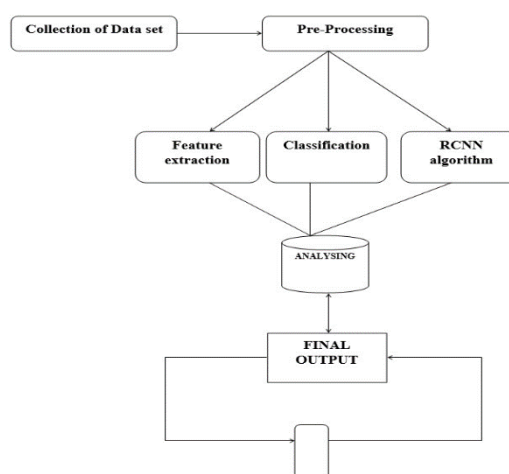 Collection of Data set
Pre-Processing
Feature
extraction
Classification
RCNN
algorithm
ANALYSING
FINAL
OUTPUT